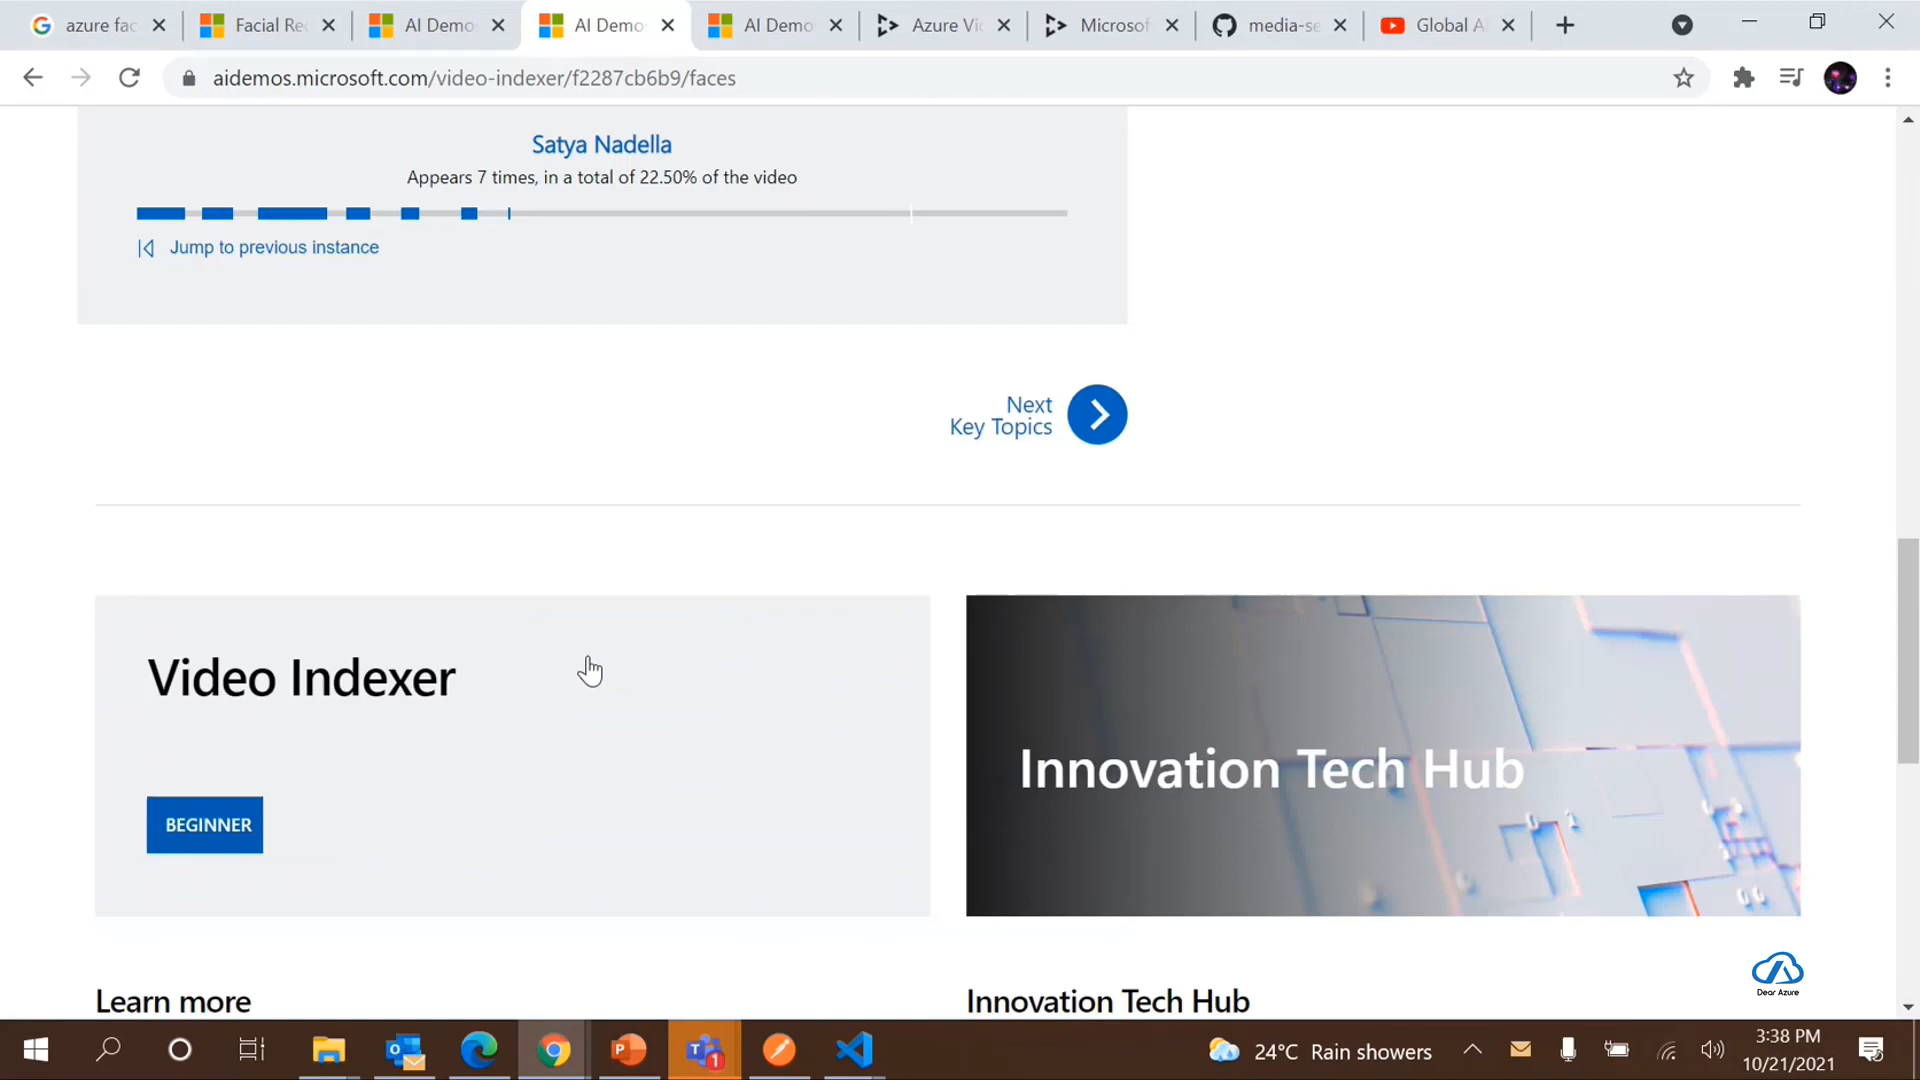 azure fac
Facial Re
AI Demo
AI Demo
AI Demo
Azure Vi
Microsof
media-se
Global A
aidemos.microsoft.com/video-indexer/f2287cb6b9/faces
Satya Nadella
Appears 7 times, in a total of 22.50% of the video
Jump to previous instance
Next
Key Topics
Video Indexer
BEGINNER
Innovation Tech Hub
Dear Azure
Learn more
Innovation Tech Hub
24°C Rain showers
3:38 PM
10/21/2021